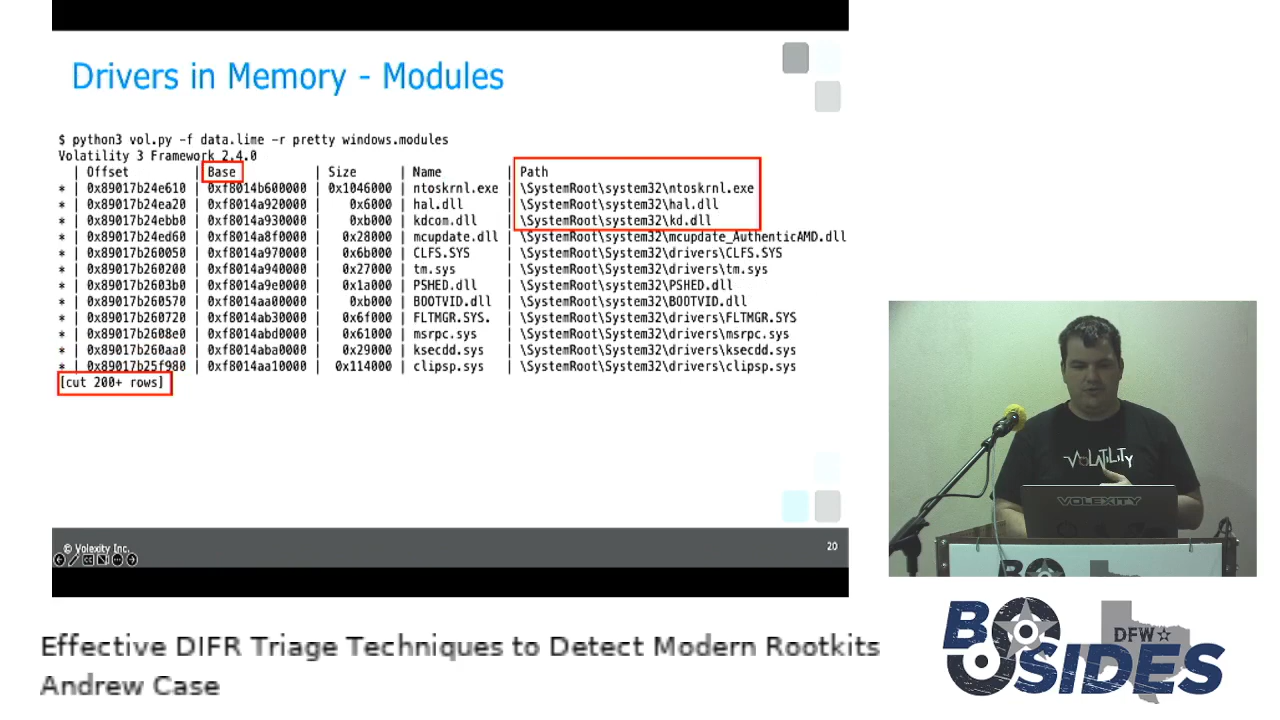 Drivers in Memory - Modules
$ python3 vol.py -f data.lime -r pretty windows.modules
Volatility 3 Framework 2.4.0
| Offset | Base | Size | Name | Path
* | 0x89017b24e610 | 0xf8014b600000 | 0x1046000 | ntoskrnl.exe | \SystemRoot\system32\ntoskrnl.exe
* | 0x89017b24ea20 | 0xf8014a920000 | 0x6000 | hal.dll | \SystemRoot\system32\hal.dll
* | 0x89017b24ebb0 | 0xf8014a930000 | 0xb000 | kdcom.dll | \SystemRoot\system32\kd.dll
* | 0x89017b24ed60 | 0xf8014a8f0000 | 0x28000 | mcupdate.dll | \SystemRoot\system32\mcupdate_AuthenticAMD.dll
* | 0x89017b260050 | 0xf8014a970000 | 0x6b000 | CLFS.SYS | \SystemRoot\System32\drivers\CLFS.SYS
* | 0x89017b260200 | 0xf8014a940000 | 0x27000 | tm.sys | \SystemRoot\System32\drivers\tm.sys
* | 0x89017b2603b0 | 0xf8014a9e0000 | 0x1a000 | PSHED.dll | \SystemRoot\system32\PSHED.dll
* | 0x89017b260570 | 0xf8014aa00000 | 0xb000 | BOOTVID.dll | \SystemRoot\system32\BOOTVID.dll
* | 0x89017b260720 | 0xf8014ab30000 | 0x6f000 | FLTMGR.SYS. | \SystemRoot\System32\drivers\FLTMGR.SYS
* | 0x89017b2608e0 | 0xf8014abd0000 | 0x61000 | msrpc.sys | \SystemRoot\System32\drivers\msrpc.sys
* | 0x89017b260aa0 | 0xf8014aba0000 | 0x29000 | ksecdd.sys | \SystemRoot\System32\drivers\ksecdd.sys
* | 0x89017b25f980 | 0xf8014aa10000 | 0x114000 | clipsp.sys | \SystemRoot\System32\drivers\clipsp.sys
[cut 200+ rows]
© Volexity Inc.
20
VOLATILITY
VOLEXITY
Effective DIFR Triage Techniques to Detect Modern Rootkits
Andrew Case
BSIDES
DFW